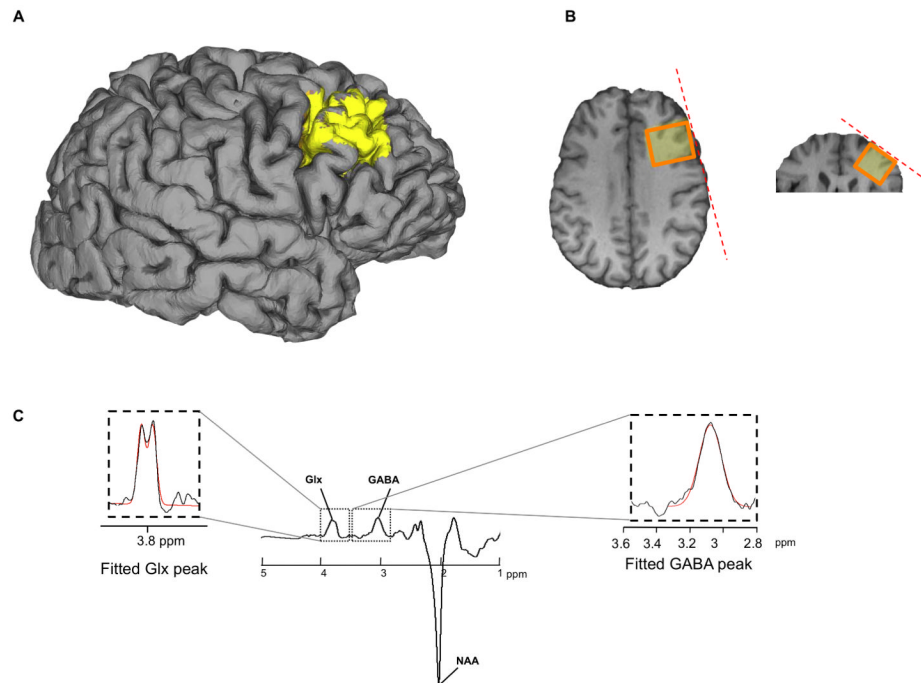 A
B
C
Glx
GABA
3.8 ppm
Fitted Glx peak
5 4 3 2 1 ppm
NAA
3.6 3.4 3.2 3 2.8 ppm
Fitted GABA peak